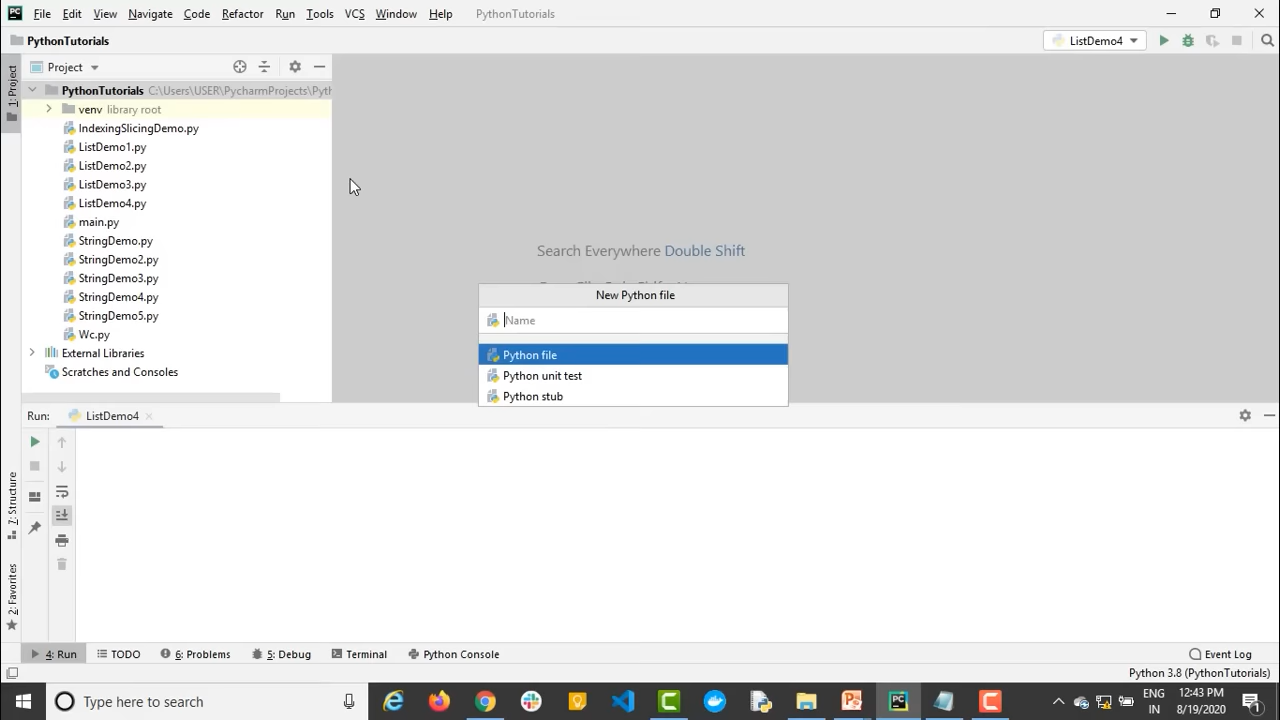 PC File Edit View Navigate Code Refactor Run Tools VCS Window Help PythonTutorials
PythonTutorials ListDemo4
1: Project Project
PythonTutorials C:\Users\USER\PycharmProjects\Pyth
venv library root
IndexingSlicingDemo.py
ListDemo1.py
ListDemo2.py
ListDemo3.py
ListDemo4.py
main.py
StringDemo.py
StringDemo2.py
StringDemo3.py
StringDemo4.py
StringDemo5.py
Wc.py
External Libraries
Scratches and Consoles
Search Everywhere Double Shift
New Python file
Name
Python file
Python unit test
Python stub
Run: ListDemo4
7: Structure
2: Favorites
4: Run TODO 6: Problems 5: Debug Terminal Python Console Event Log
Python 3.8 (PythonTutorials)
Type here to search
ENG
IN
12:43 PM
8/19/2020
1